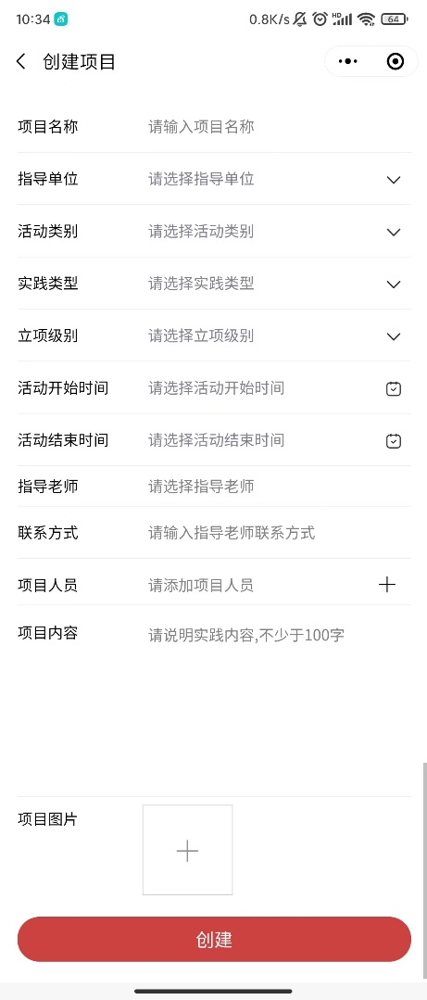 10:34 0.8K/s HD 64
创建项目
项目名称 请输入项目名称
指导单位 请选择指导单位
活动类别 请选择活动类别
实践类型 请选择实践类型
立项级别 请选择立项级别
活动开始时间 请选择活动开始时间
活动结束时间 请选择活动结束时间
指导老师 请选择指导老师
联系方式 请输入指导老师联系方式
项目人员 请添加项目人员
项目内容 请说明实践内容,不少于100字
项目图片
创建